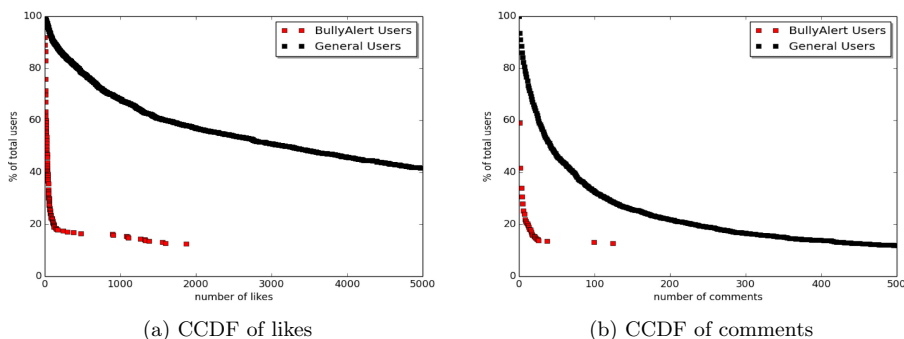 100
80
60
40
20
0
% of total users
BullyAlert Users
General Users
0 1000 2000 3000 4000 5000
number of likes
(a) CCDF of likes
100
80
60
40
20
0
% of total users
BullyAlert Users
General Users
0 100 200 300 400 500
number of comments
(b) CCDF of comments